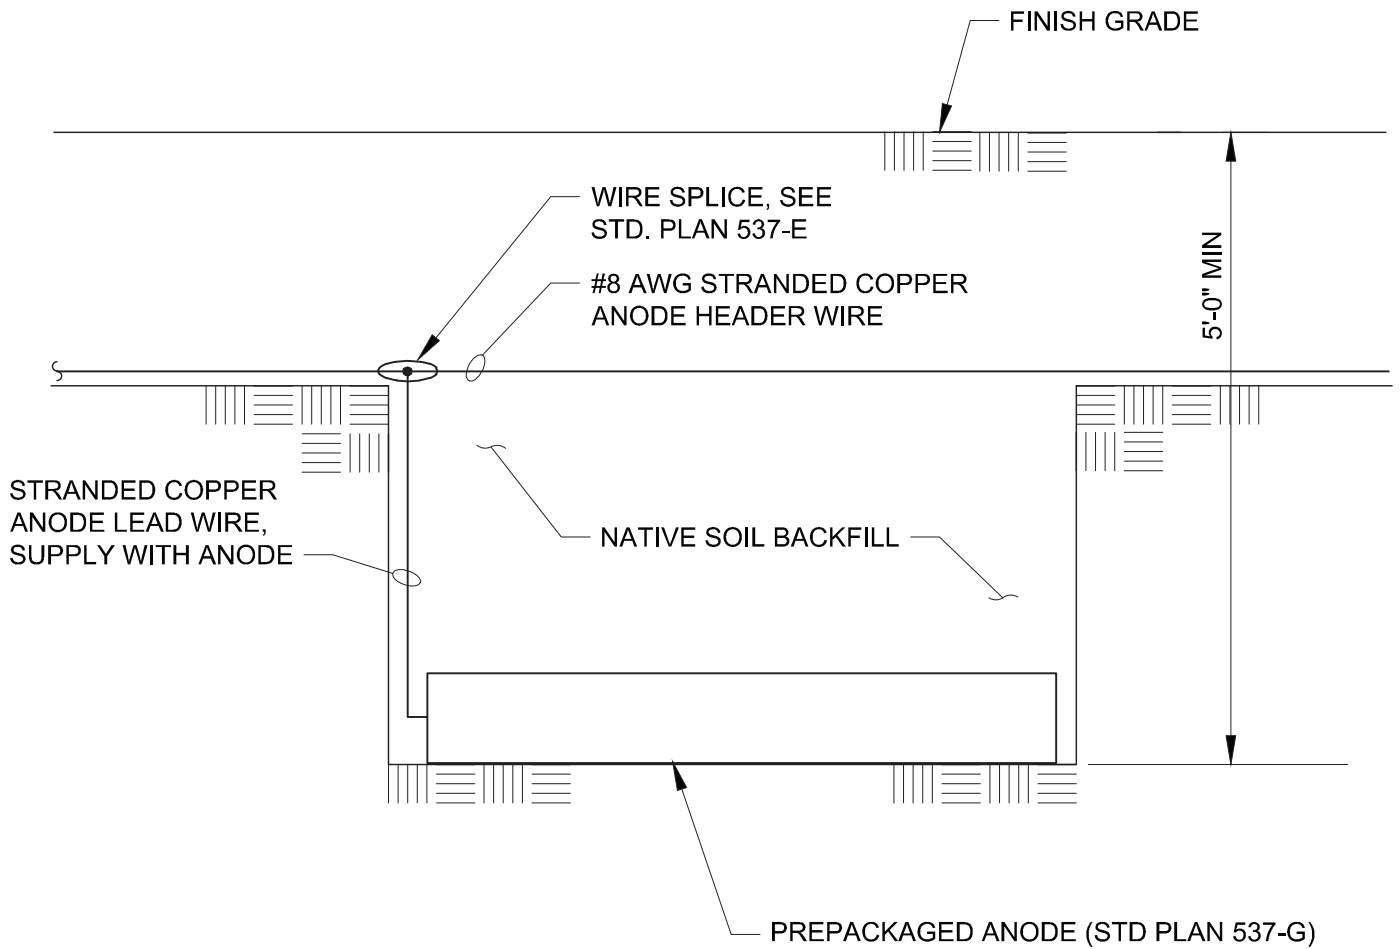 FINISH GRADE
WIRE SPLICE, SEE
STD. PLAN 537-E
#8 AWG STRANDED COPPER
ANODE HEADER WIRE
5'-0" MIN
STRANDED COPPER
ANODE LEAD WIRE,
SUPPLY WITH ANODE
NATIVE SOIL BACKFILL
PREPACKAGED ANODE (STD PLAN 537-G)